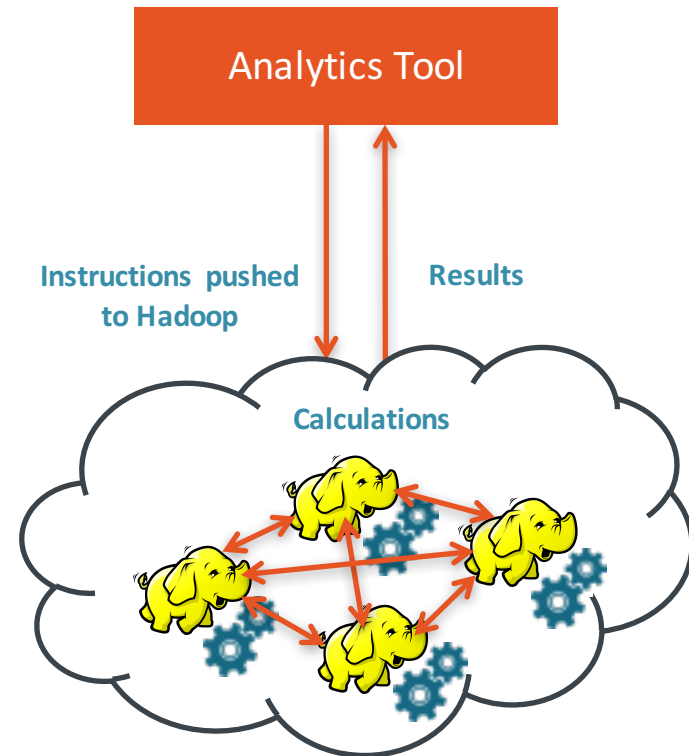 Analytics Tool
Instructions pushed
to Hadoop
Results
Calculations